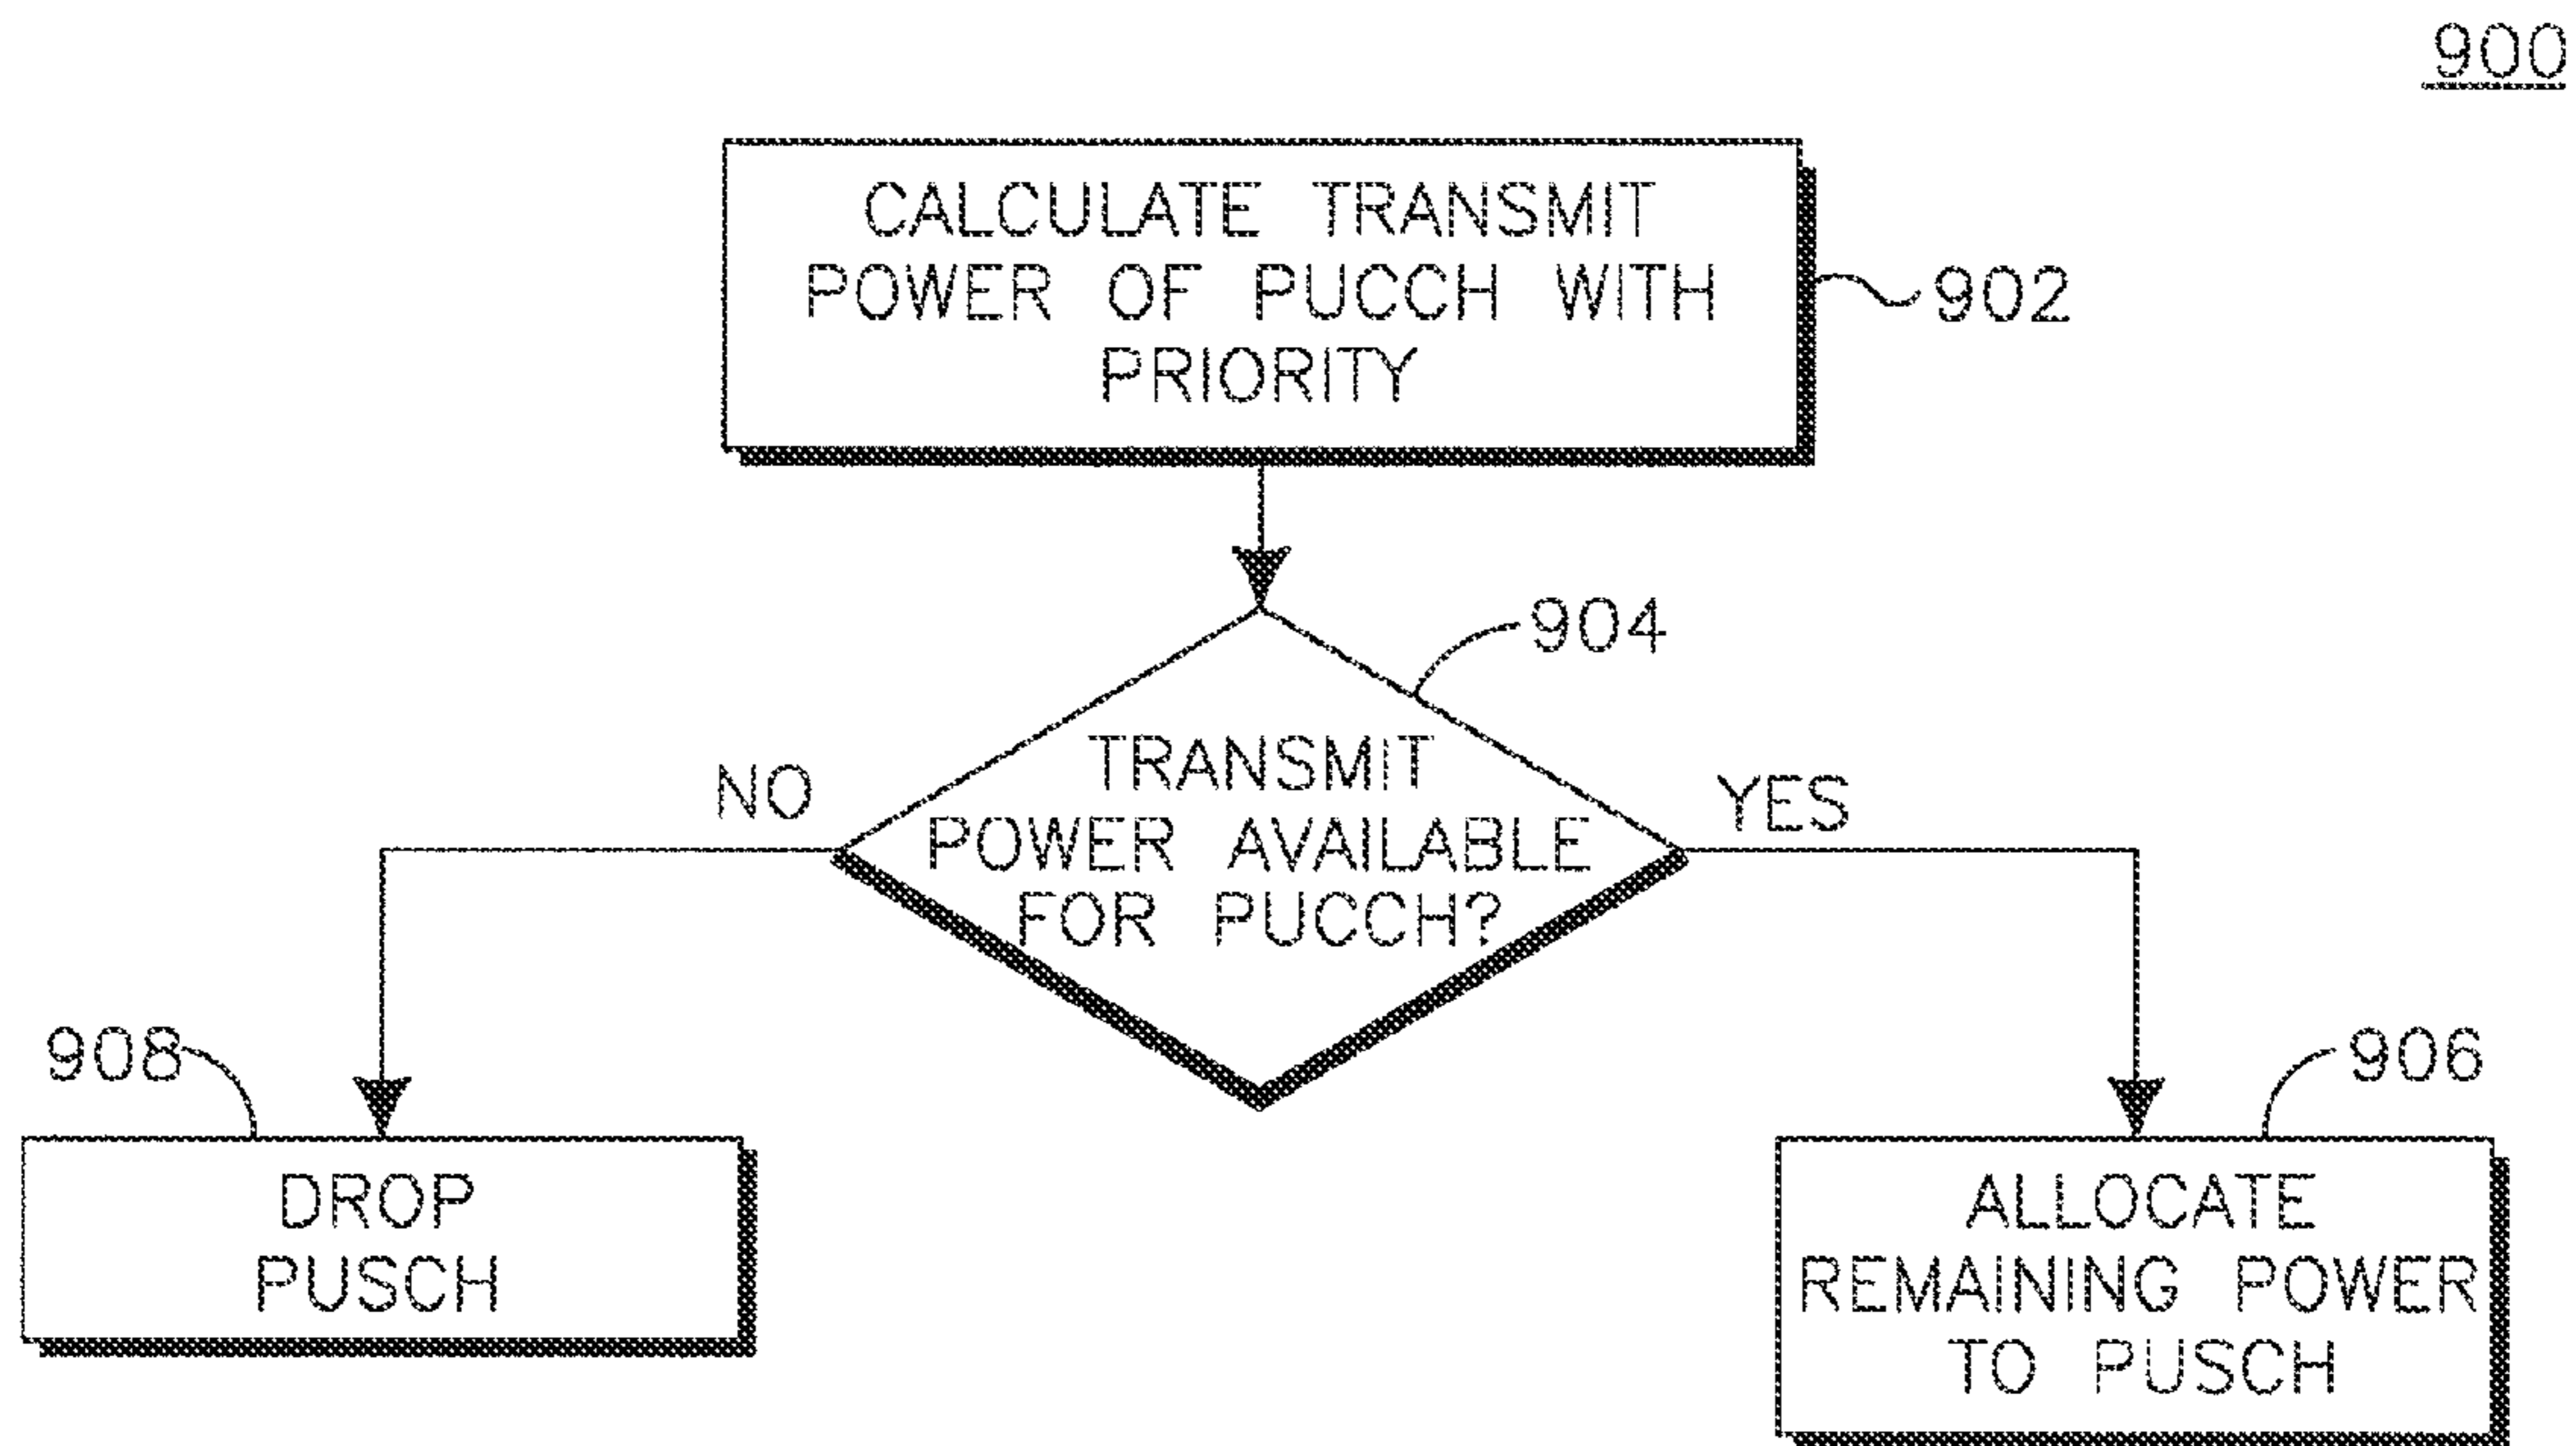 900
CALCULATE TRANSMIT
POWER OF PUCCH WITH
PRIORITY
902
904
TRANSMIT
POWER AVAILABLE
FOR PUCCH?
NO
YES
908
DROP
PUSCH
906
ALLOCATE
REMAINING POWER
TO PUSCH